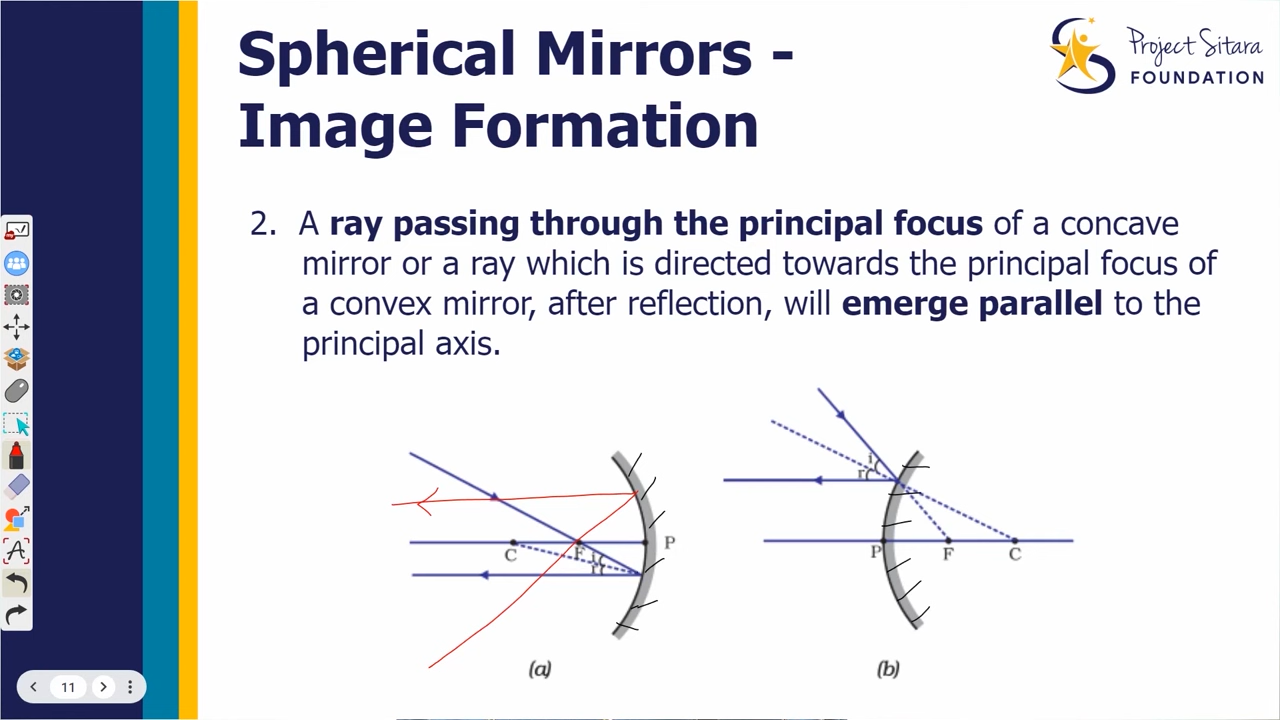 Spherical Mirrors -
Image Formation
Project Sitara
FOUNDATION
2. A ray passing through the principal focus of a concave
mirror or a ray which is directed towards the principal focus of
a convex mirror, after reflection, will emerge parallel to the
principal axis.
C F i r P
(a)
i r P F C
(b)
A
11